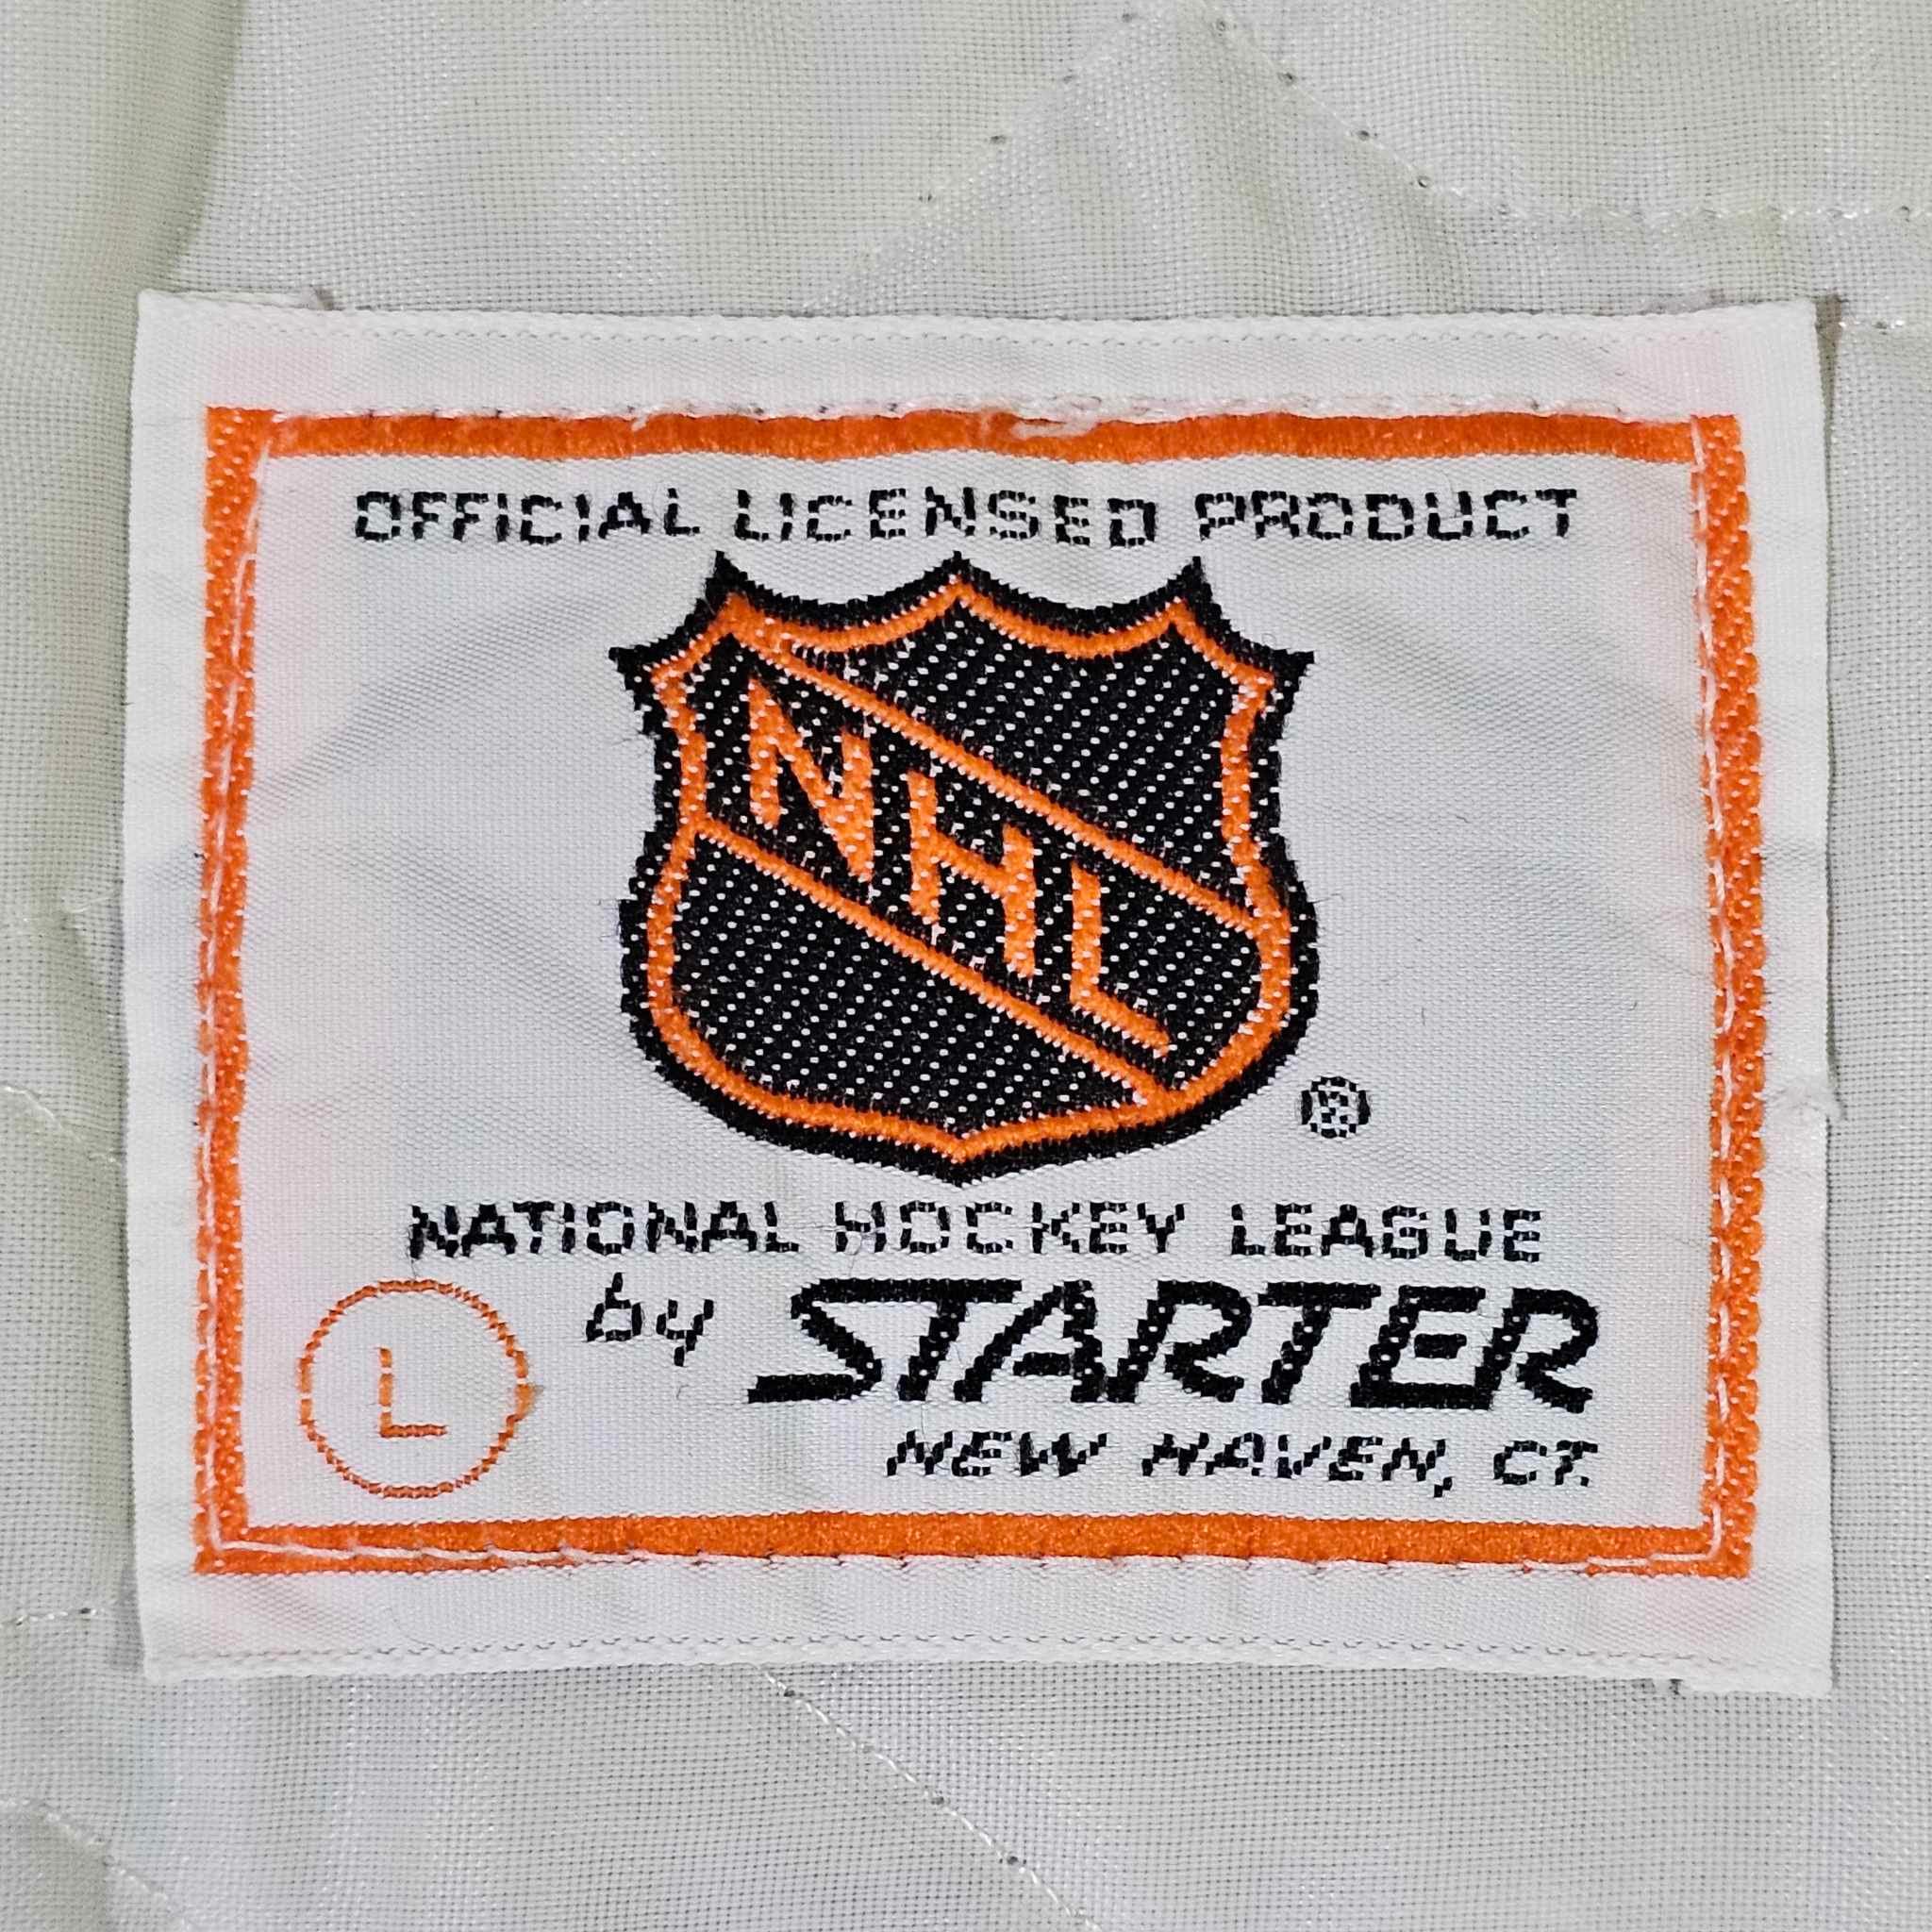 OFFICIAL LICENSED PRODUCT
NHL
®
NATIONAL HOCKEY LEAGUE
by STARTER
L
NEW HAVEN, CT.